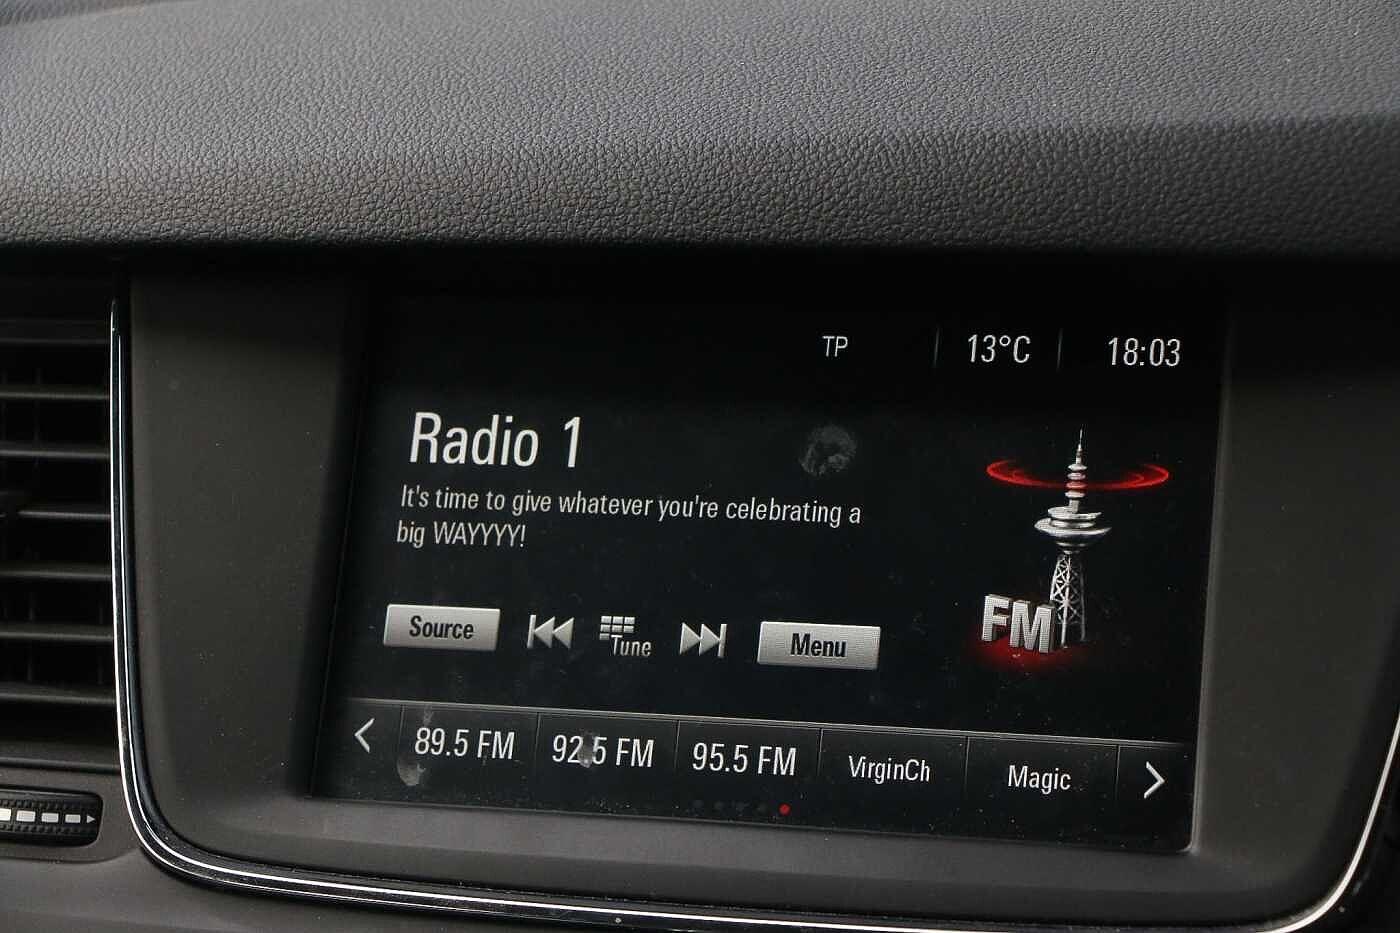 TP 13°C 18:03
Radio 1
It's time to give whatever you're celebrating a
big WAYYYY!
FM
Source Tune Menu
89.5 FM 92.5 FM 95.5 FM VirginCh Magic